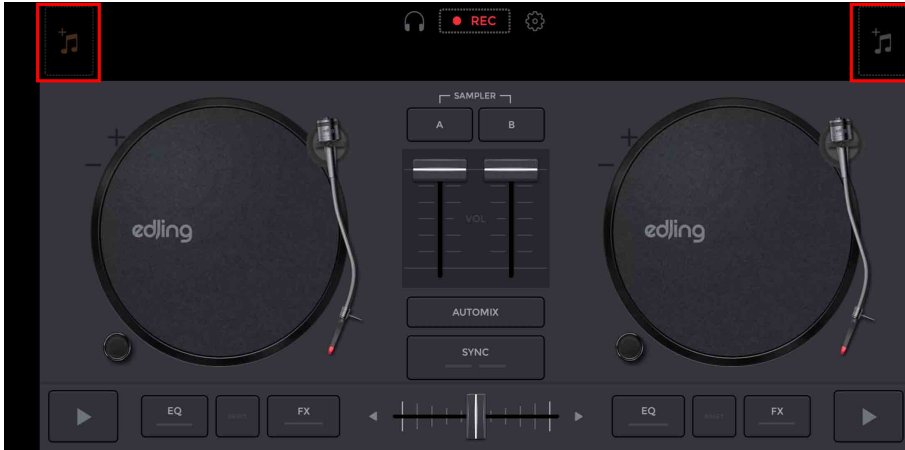 REC
SAMPLER
A B
VOL
edjing edjing
AUTOMIX
SYNC
EQ FX EQ FX